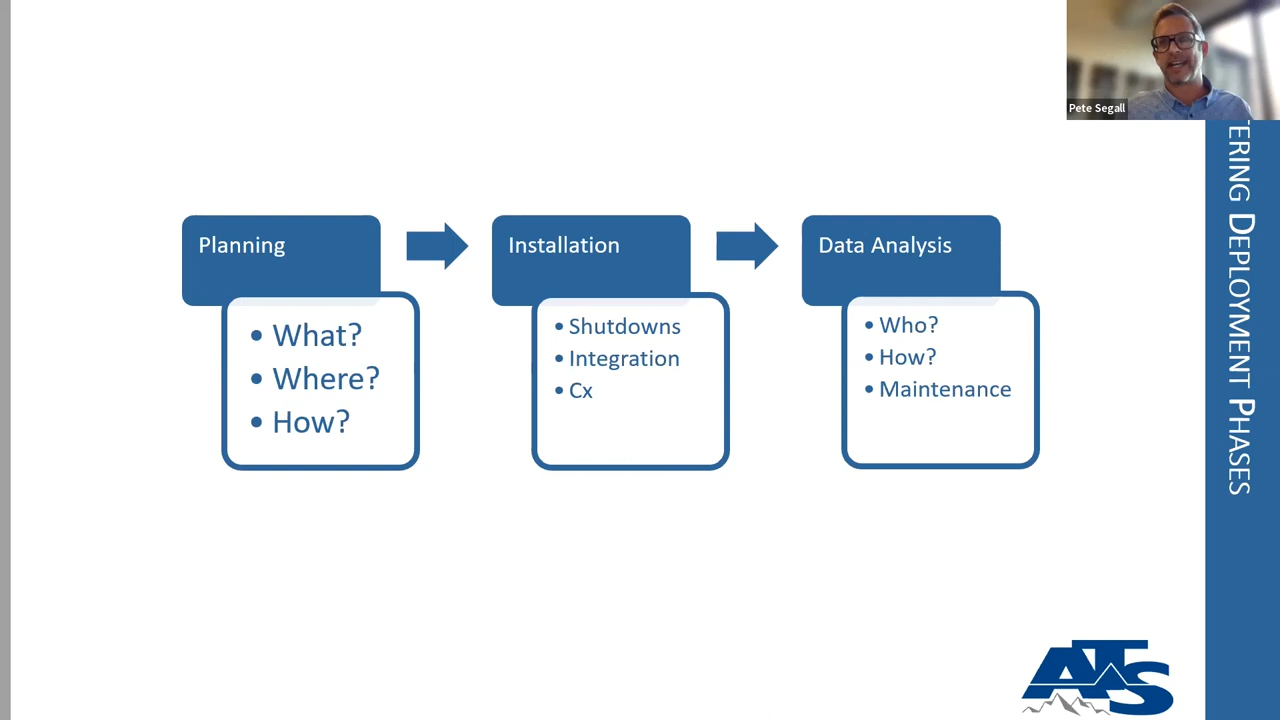 Pete Segall
ERING DEPLOYMENT PHASES
Planning
• What?
• Where?
• How?
Installation
• Shutdowns
• Integration
• Cx
Data Analysis
• Who?
• How?
• Maintenance
ATS